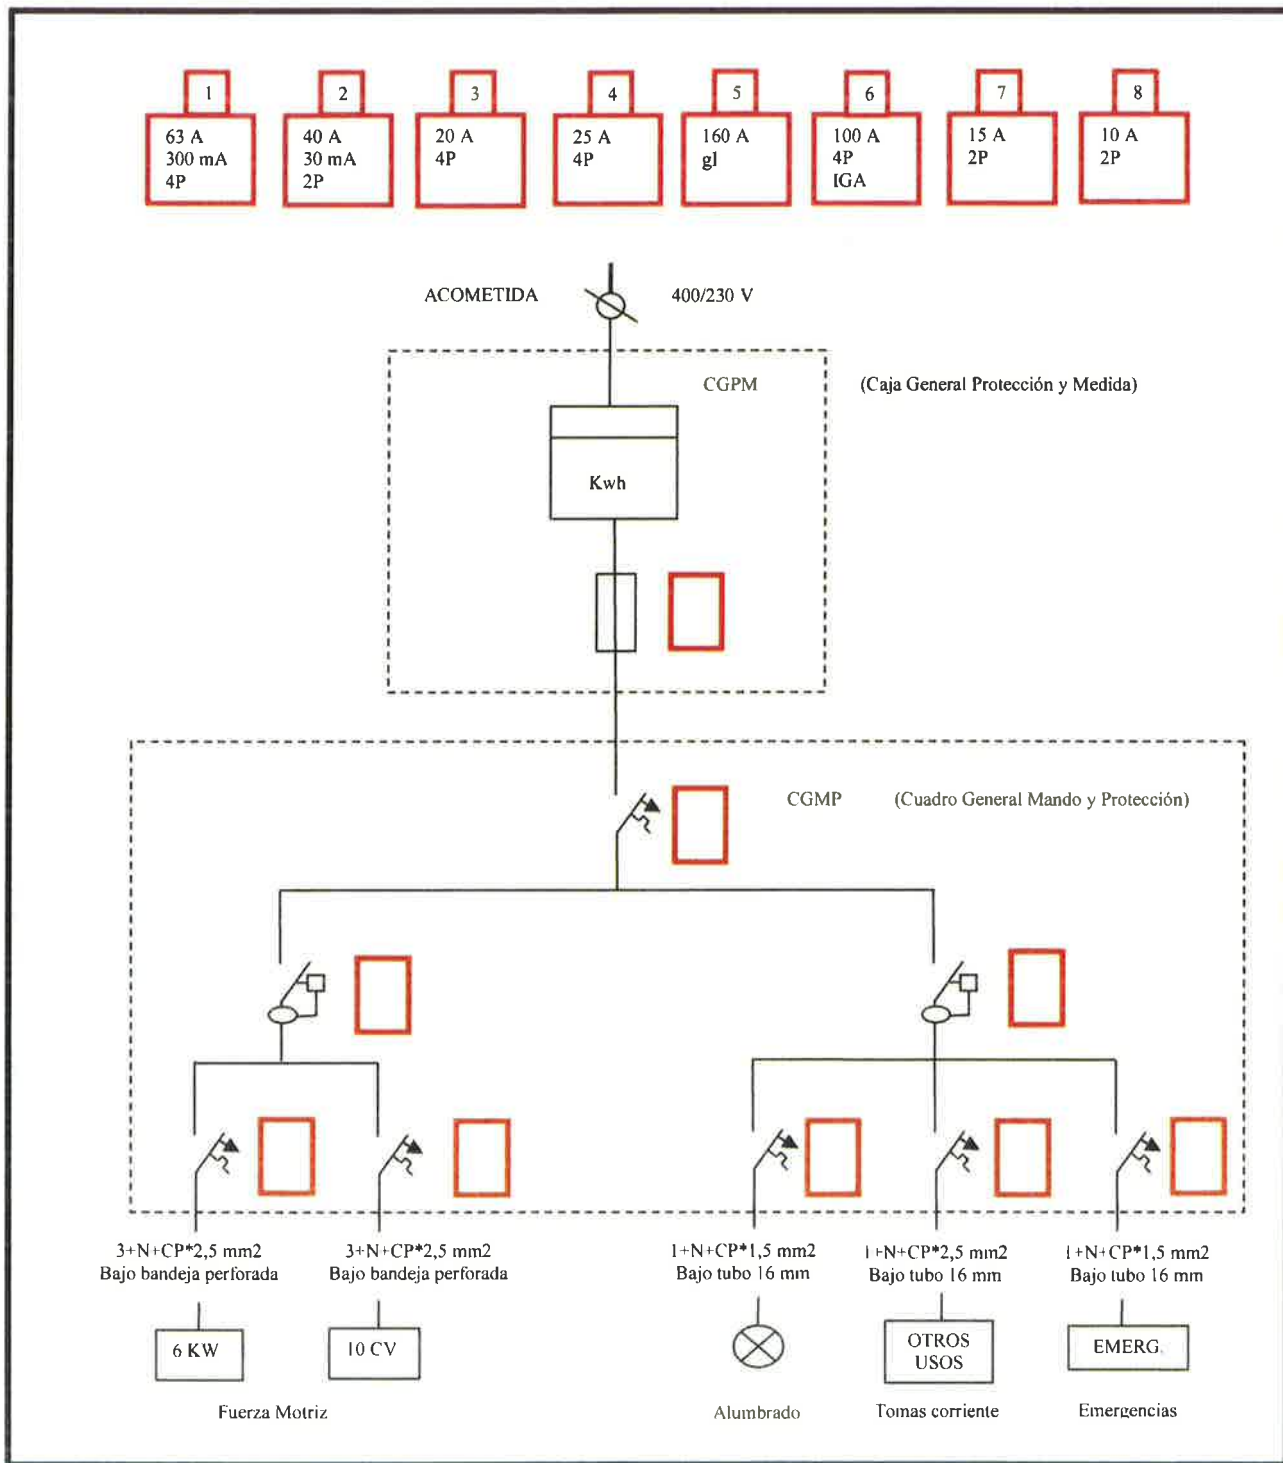 1 2 3 4 5 6 7 8
63 A
300 mA
4P
40 A
30 mA
2P
20 A
4P
25 A
4P
160 A
gl
100 A
4P
IGA
15 A
2P
10 A
2P
ACOMETIDA 400/230 V
CGPM (Caja General Protección y Medida)
Kwh
CGMP (Cuadro General Mando y Protección)
3+N+CP*2,5 mm2
Bajo bandeja perforada
3+N+CP*2,5 mm2
Bajo bandeja perforada
1+N+CP*1,5 mm2
Bajo tubo 16 mm
1+N+CP*2,5 mm2
Bajo tubo 16 mm
1+N+CP*1,5 mm2
Bajo tubo 16 mm
6 KW
10 CV
OTROS
USOS
EMERG.
Fuerza Motriz
Alumbrado
Tomas corriente
Emergencias